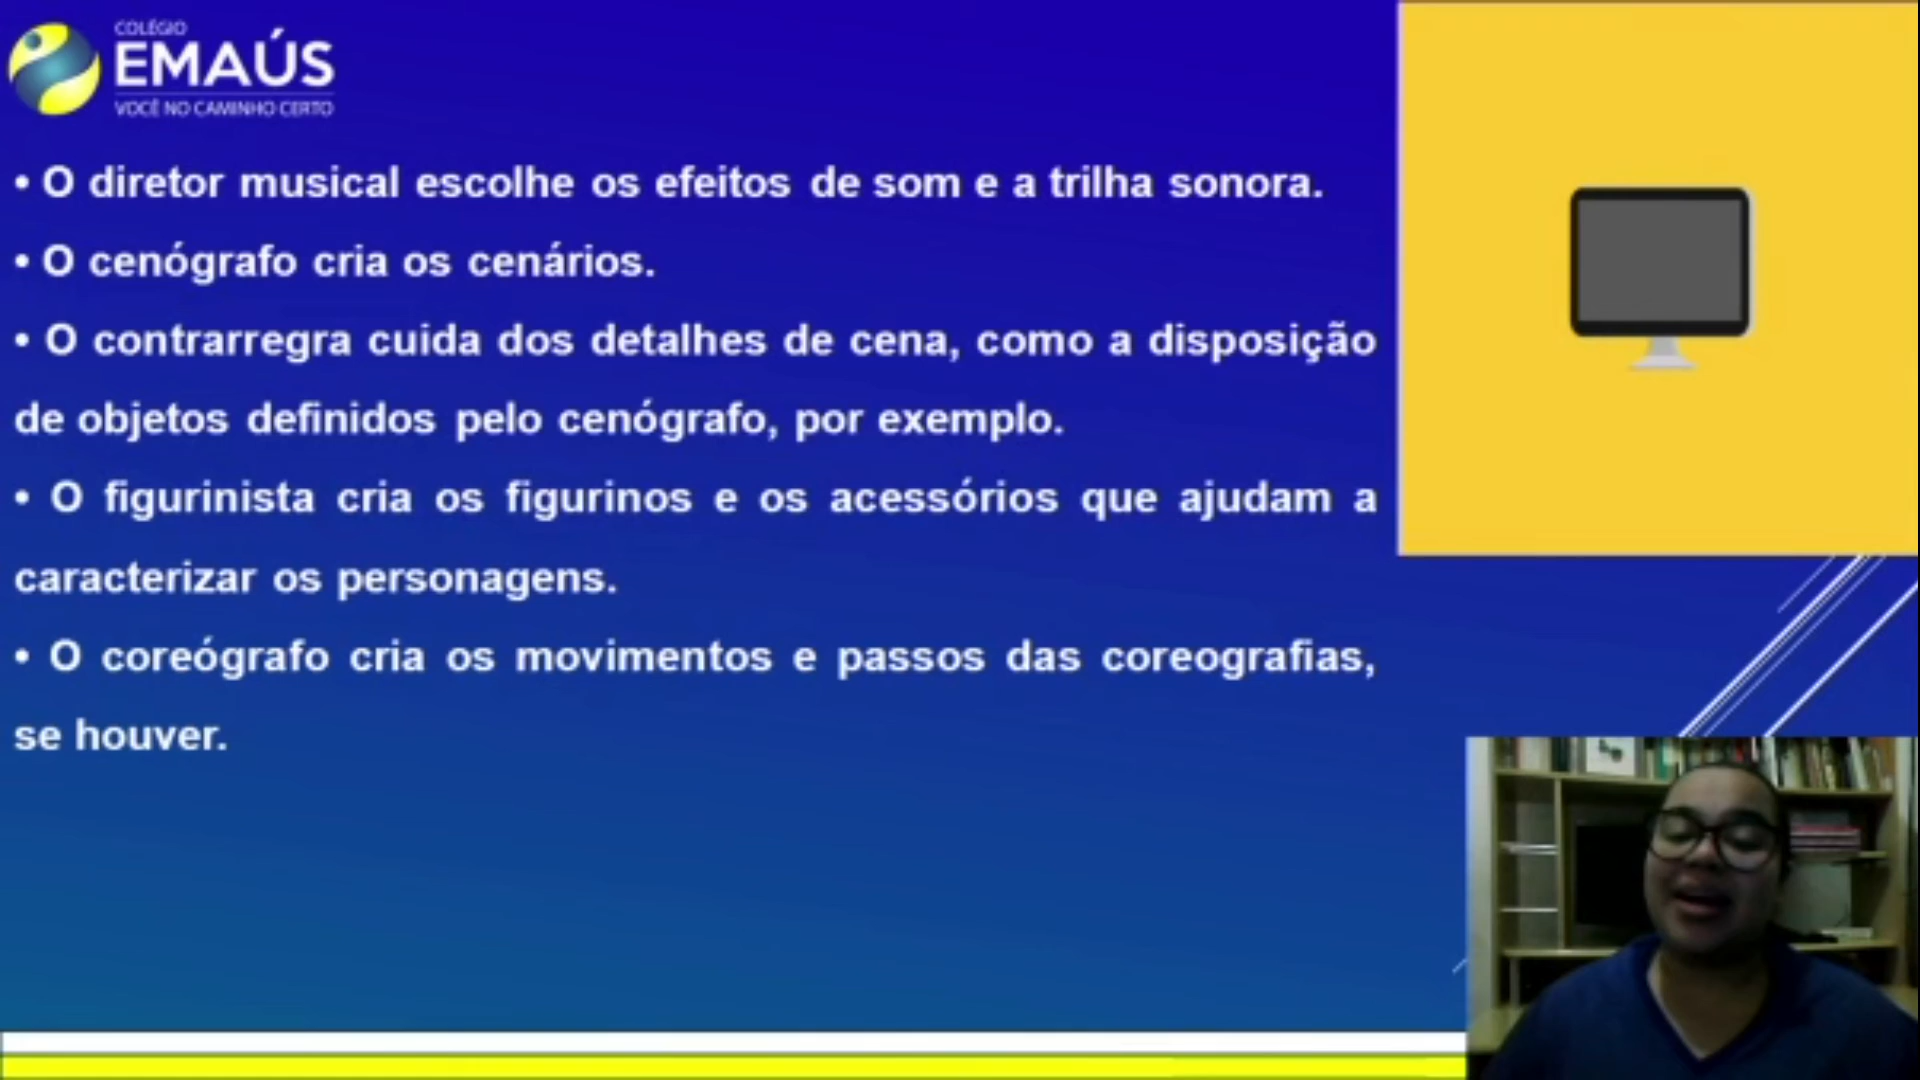 COLÉGIO
EMAÚS
VOCÊ NO CAMINHO CERTO
• O diretor musical escolhe os efeitos de som e a trilha sonora.
• O cenógrafo cria os cenários.
• O contrarregra cuida dos detalhes de cena, como a disposição
de objetos definidos pelo cenógrafo, por exemplo.
• O figurinista cria os figurinos e os acessórios que ajudam a
caracterizar os personagens.
• O coreógrafo cria os movimentos e passos das coreografias,
se houver.